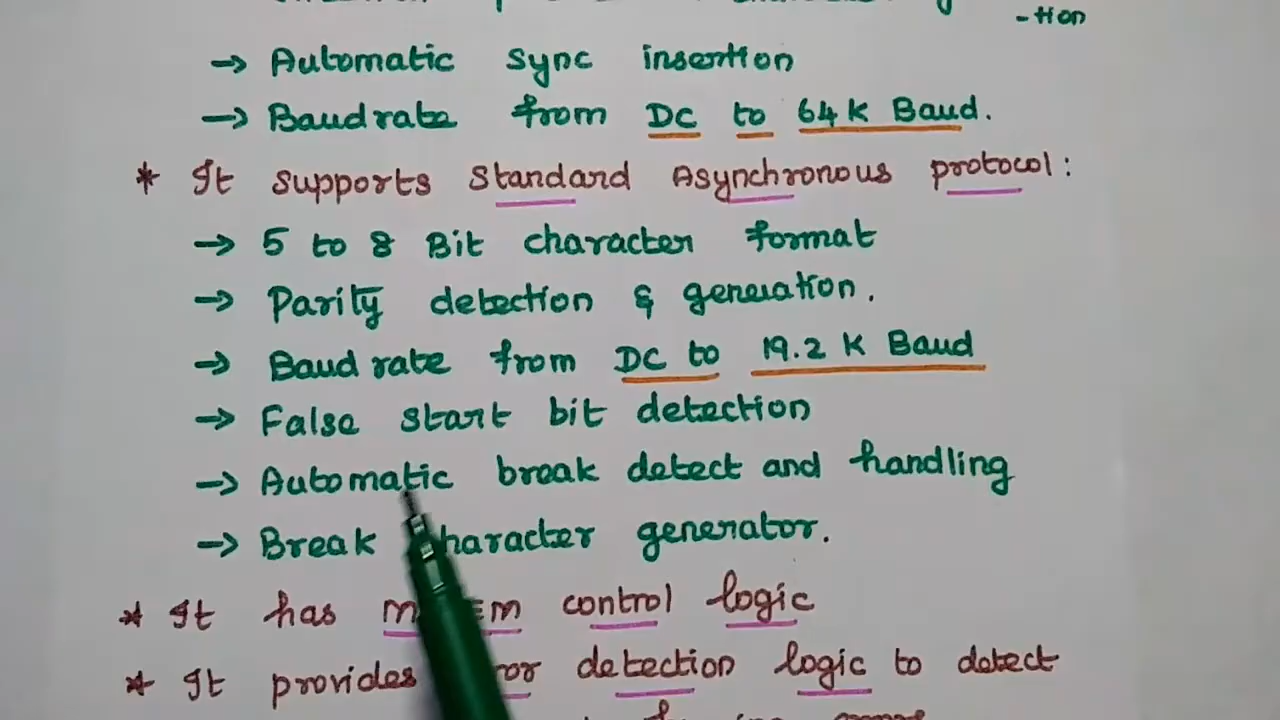 -tion
→ Automatic sync insertion
→ Baud rate from DC to 64 K Baud.
* It supports standard Asynchronous protocol:
→ 5 to 8 Bit character format
→ Parity detection & generation.
→ Baud rate from DC to 19.2 K Baud
→ False start bit detection
→ Automatic break detect and handling
→ Break character generator.
* It has control logic
* It provides detection logic to detect